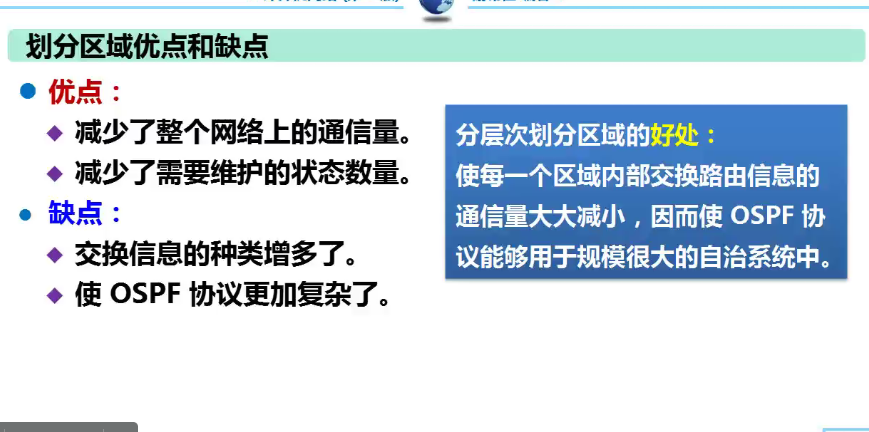 划分区域优点和缺点
优点：
减少了整个网络上的通信量。
减少了需要维护的状态数量。
缺点：
交换信息的种类增多了。
使 OSPF 协议更加复杂了。
分层次划分区域的好处：
使每一个区域内部交换路由信息的
通信量大大减小，因而使 OSPF 协
议能够用于规模很大的自治系统中。